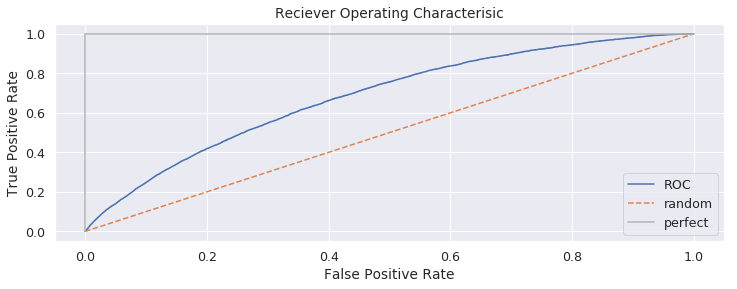 Reciever Operating Characterisic
True Positive Rate
1.0
0.8
0.6
0.4
0.2
0.0
0.0 0.2 0.4 0.6 0.8 1.0
False Positive Rate
ROC
random
perfect